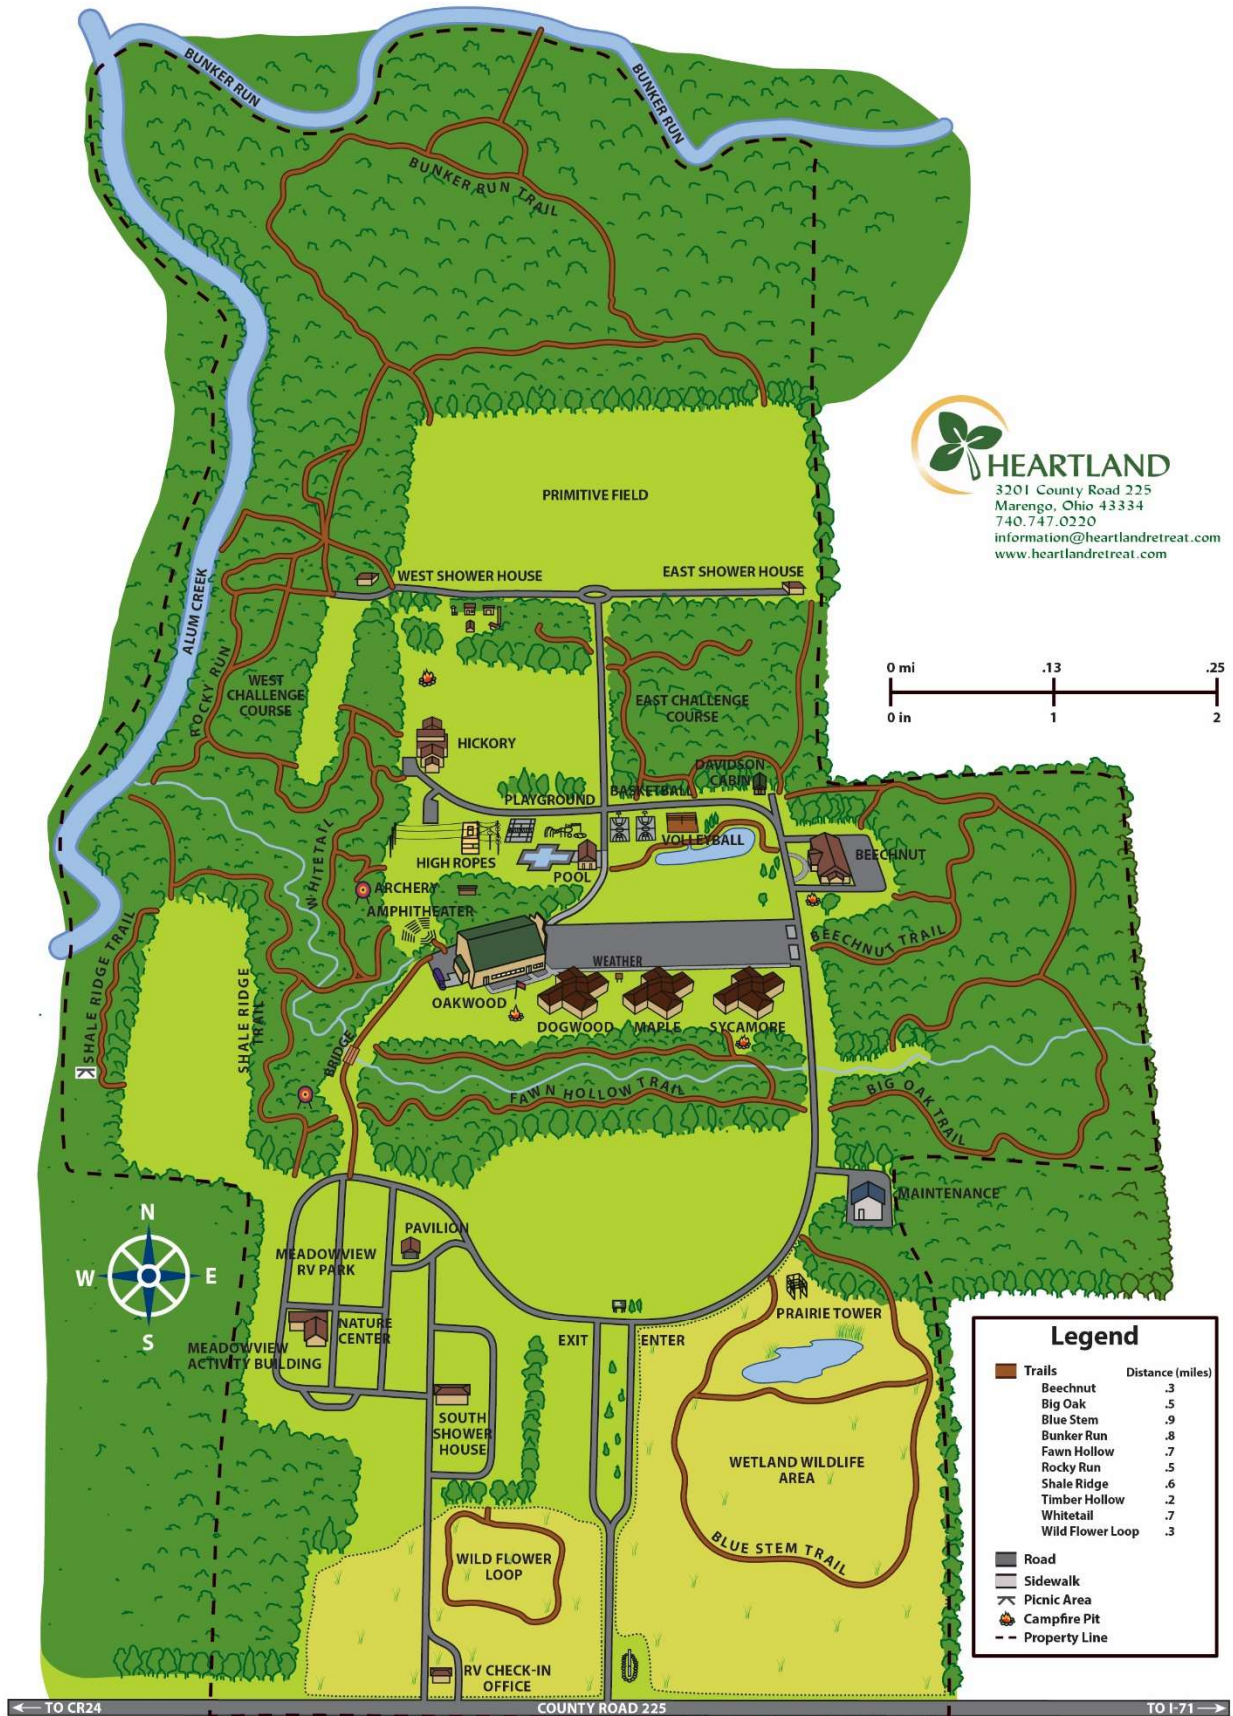 BUNKER RUN
BUNKER RUN
BUNKER RUN TRAIL
HEARTLAND
3201 County Road 225
Marengo, Ohio 43334
740.747.0220
information@heartlandretreat.com
www.heartlandretreat.com
PRIMITIVE FIELD
WEST SHOWER HOUSE
EAST SHOWER HOUSE
ALUM CREEK
ROCKY RUN
WEST
CHALLENGE
COURSE
EAST CHALLENGE
COURSE
0 mi .13 .25
0 in 1 2
HICKORY
DAVIDSON
CABIN
PLAYGROUND
BASKETBALL
VOLLEYBALL
HIGH ROPES
POOL
BEECHNUT
WHITETAIL
ARCHERY
AMPHITHEATER
BEECHNUT TRAIL
SHALE RIDGE TRAIL
SHALE RIDGE
TRAIL
WEATHER
OAKWOOD
DOGWOOD
MAPLE
SYCAMORE
BRIDGE
FAWN HOLLOW TRAIL
BIG OAK TRAIL
MAINTENANCE
N
W
E
S
PAVILION
MEADOWVIEW
RV PARK
NATURE
CENTER
MEADOWVIEW
ACTIVITY BUILDING
EXIT
ENTER
PRAIRIE TOWER
SOUTH
SHOWER
HOUSE
WETLAND WILDLIFE
AREA
BLUE STEM TRAIL
WILD FLOWER
LOOP
RV CHECK-IN
OFFICE
Legend
Trails Distance (miles)
Beechnut .3
Big Oak .5
Blue Stem .9
Bunker Run .8
Fawn Hollow .7
Rocky Run .5
Shale Ridge .6
Timber Hollow .2
Whitetail .7
Wild Flower Loop .3
Road
Sidewalk
Picnic Area
Campfire Pit
Property Line
TO CR24
COUNTY ROAD 225
TO I-71